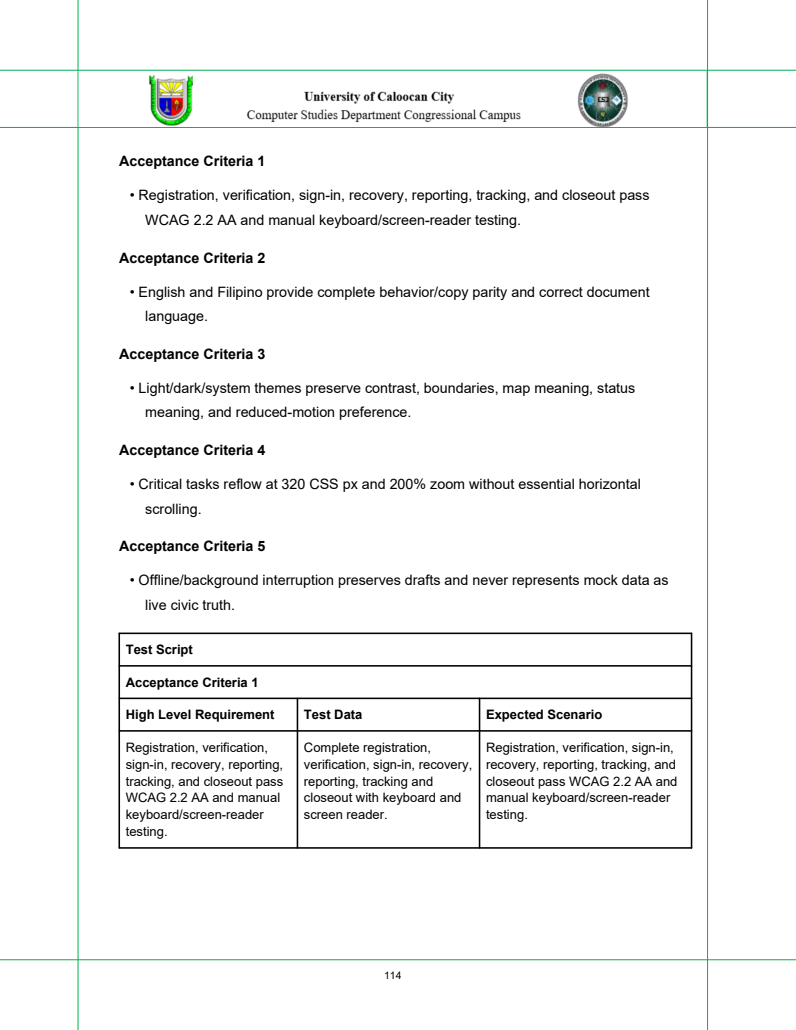 University of Caloocan City
Computer Studies Department Congressional Campus
Acceptance Criteria 1
• Registration, verification, sign-in, recovery, reporting, tracking, and closeout pass
WCAG 2.2 AA and manual keyboard/screen-reader testing.
Acceptance Criteria 2
• English and Filipino provide complete behavior/copy parity and correct document
language.
Acceptance Criteria 3
• Light/dark/system themes preserve contrast, boundaries, map meaning, status
meaning, and reduced-motion preference.
Acceptance Criteria 4
• Critical tasks reflow at 320 CSS px and 200% zoom without essential horizontal
scrolling.
Acceptance Criteria 5
• Offline/background interruption preserves drafts and never represents mock data as
live civic truth.
Test Script
Acceptance Criteria 1
High Level Requirement
Test Data
Expected Scenario
Registration, verification,
sign-in, recovery, reporting,
tracking, and closeout pass
WCAG 2.2 AA and manual
keyboard/screen-reader
testing.
Complete registration,
verification, sign-in, recovery,
reporting, tracking and
closeout with keyboard and
screen reader.
Registration, verification, sign-in,
recovery, reporting, tracking, and
closeout pass WCAG 2.2 AA and
manual keyboard/screen-reader
testing.
114